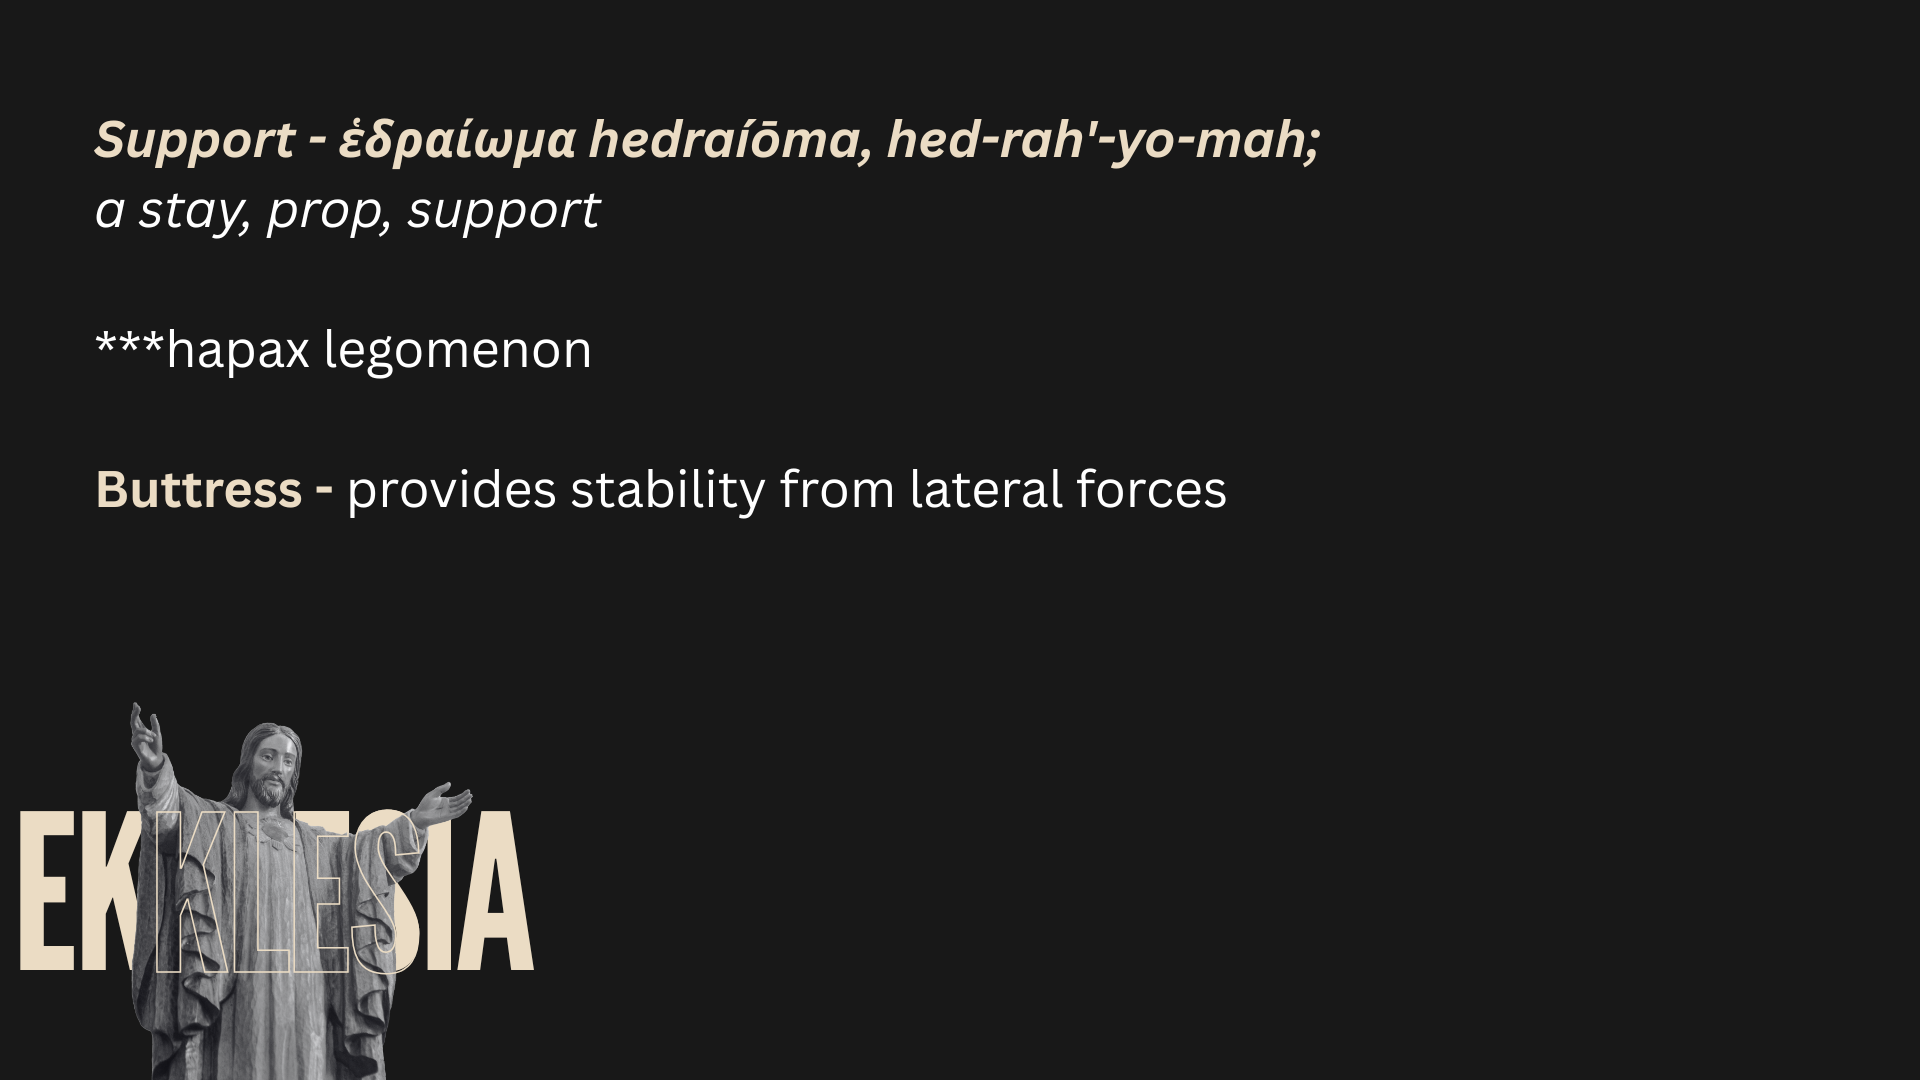 Support - ἑδραίωμα hedraíōma, hed-rah'-yo-mah;
a stay, prop, support
***hapax legomenon
Buttress - provides stability from lateral forces
EKKLESIA